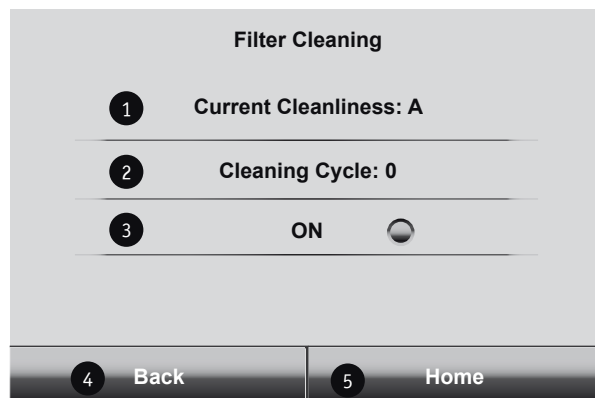 Filter Cleaning
1 Current Cleanliness: A
2 Cleaning Cycle: 0
3 ON
4 Back 5 Home